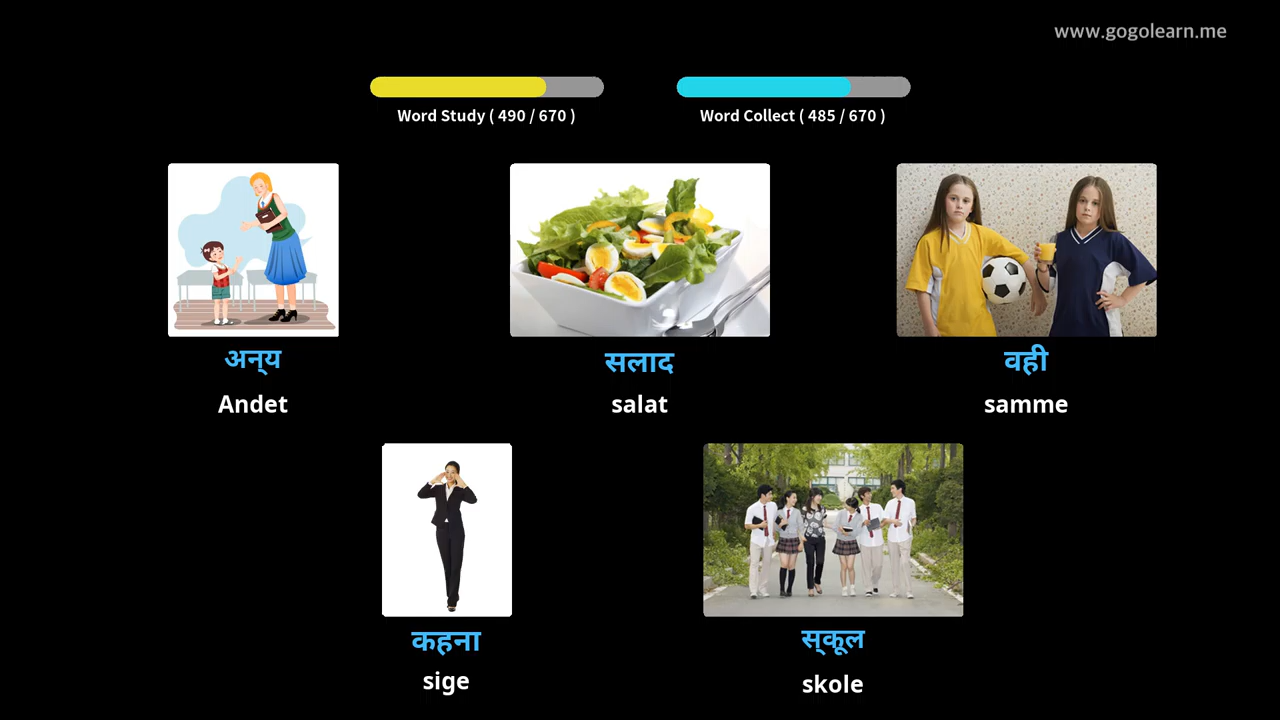 www.gogolearn.me
Word Study ( 490 / 670 )
Word Collect ( 485 / 670 )
अन्‌य
Andet
सलाद
salat
वही
samme
कहना
sige
स्‌कूल
skole